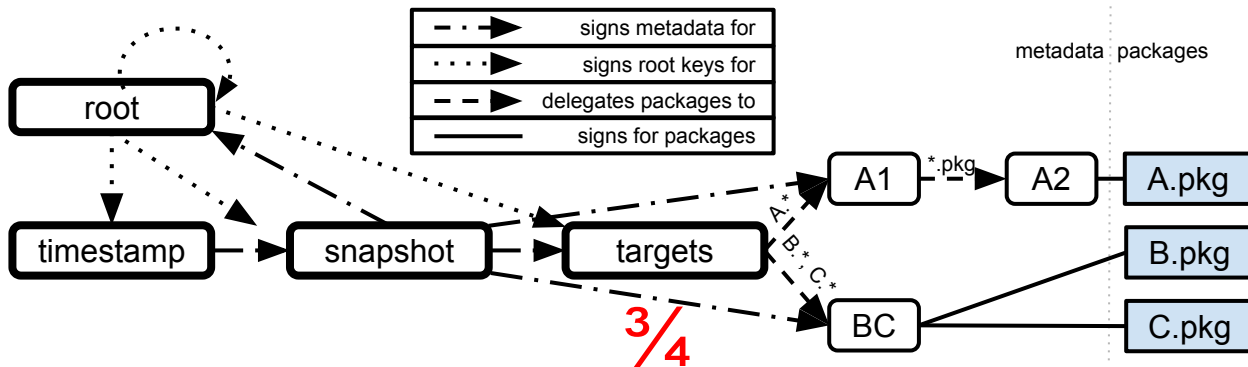 signs metadata for
signs root keys for
delegates packages to
signs for packages
metadata packages
root
timestamp
snapshot
targets
A.*
B.*, C.*
A1
*.pkg
A2
BC
A.pkg
B.pkg
C.pkg
¾